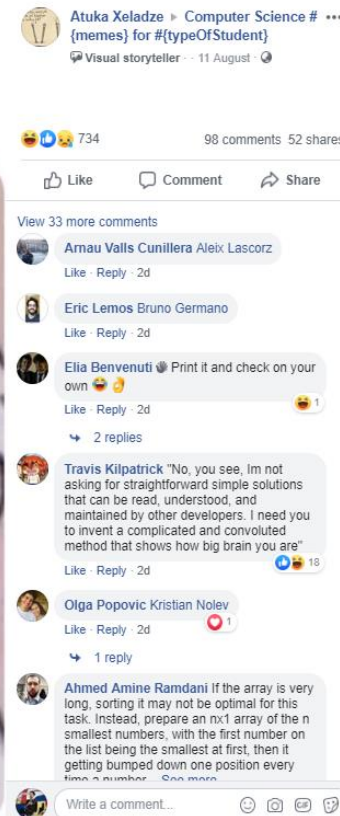 Atuka Xeladze ▸ Computer Science # ...
{memes} for #{typeOfStudent}
Visual storyteller · · 11 August ·
734 98 comments 52 shares
Like Comment Share
View 33 more comments
Arnau Valls Cunillera Aleix Lascorz
Like · Reply · 2d
Eric Lemos Bruno Germano
Like · Reply · 2d
Elia Benvenuti Print it and check on your
own
1
Like · Reply · 2d
2 replies
Travis Kilpatrick "No, you see, Im not
asking for straightforward simple solutions
that can be read, understood, and
maintained by other developers. I need you
to invent a complicated and convoluted
method that shows how big brain you are"
18
Like · Reply · 2d
Olga Popovic Kristian Nolev
1
Like · Reply · 2d
1 reply
Ahmed Amine Ramdani If the array is very
long, sorting it may not be optimal for this
task. Instead, prepare an nx1 array of the n
smallest numbers, with the first number on
the list being the smallest at first, then it
getting bumped down one position every
time a number... See more
Write a comment...
GIF